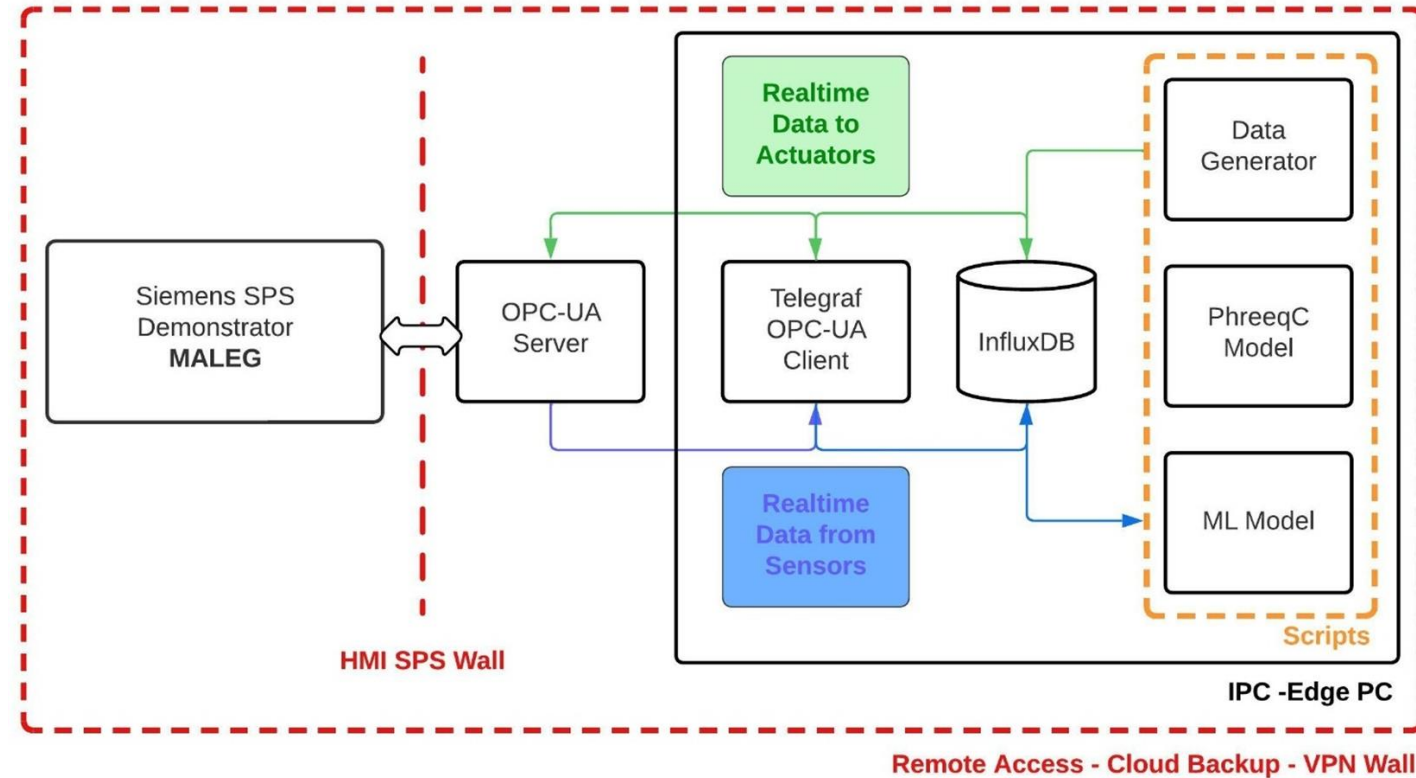 Realtime
Data to
Actuators
Data
Generator
Siemens SPS
Demonstrator
MALEG
OPC-UA
Server
Telegraf
OPC-UA
Client
InfluxDB
PhreeqC
Model
Realtime
Data from
Sensors
ML Model
Scripts
HMI SPS Wall
IPC -Edge PC
Remote Access - Cloud Backup - VPN Wall